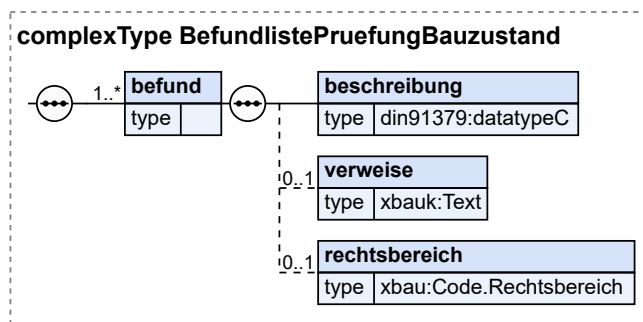 complexType BefundlistePruefungBauzustand
1..*
befund
type
beschreibung
type din91379:datatypeC
0..1
verweise
type xbauk:Text
0..1
rechtsbereich
type xbau:Code.Rechtsbereich